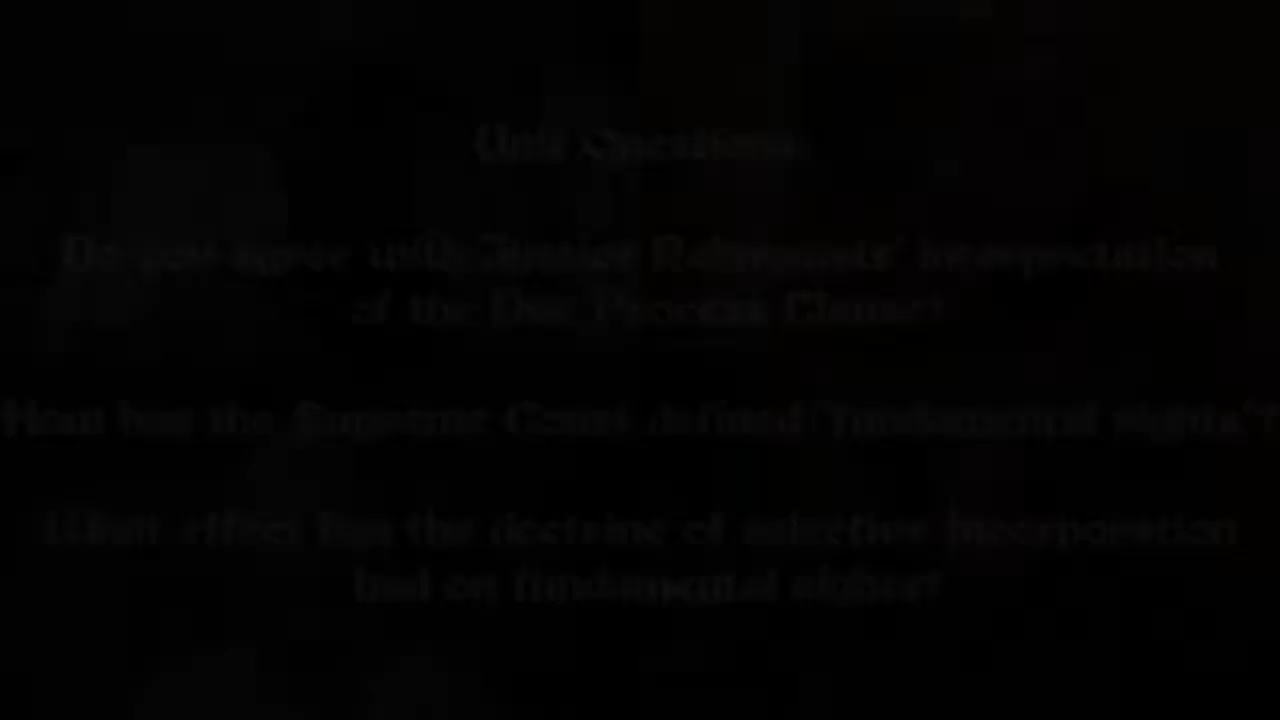 Unit Questions
Do you agree with Justice interpretation
of the Due Process Clause?
How has the Supreme Court defined "fundamental rights"?
What effect has the doctrine of selective incorporation
had on fundamental rights?